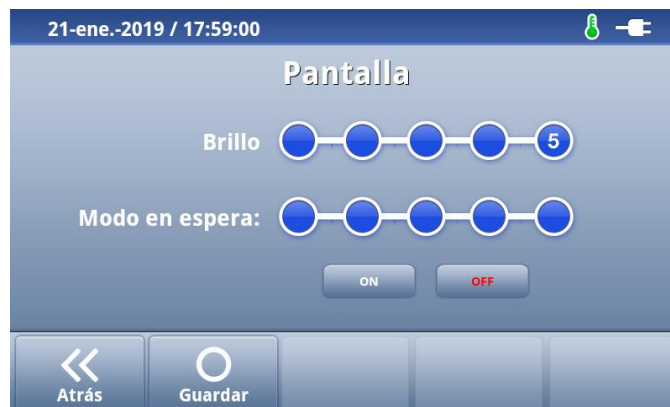 21-ene.-2019 / 17:59:00
Pantalla
Brillo 5
Modo en espera:
ON OFF
Atrás Guardar